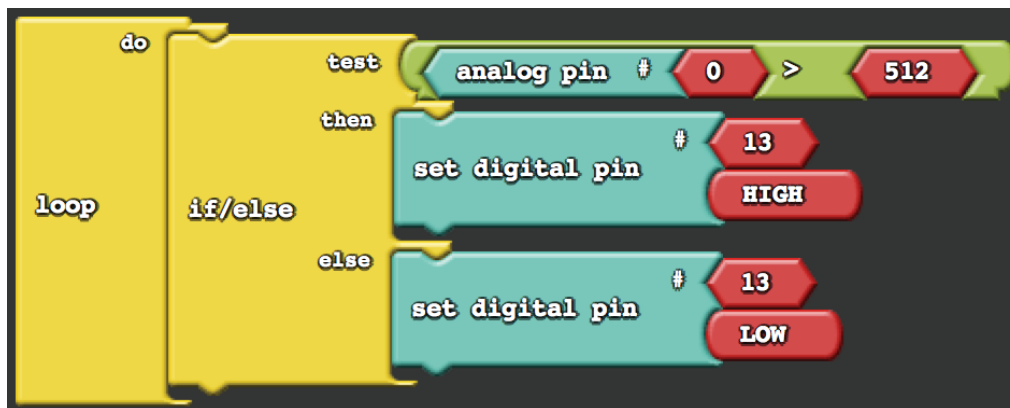 do
test analog pin # 0 > 512
then
set digital pin # 13
HIGH
loop if/else
else
set digital pin # 13
LOW